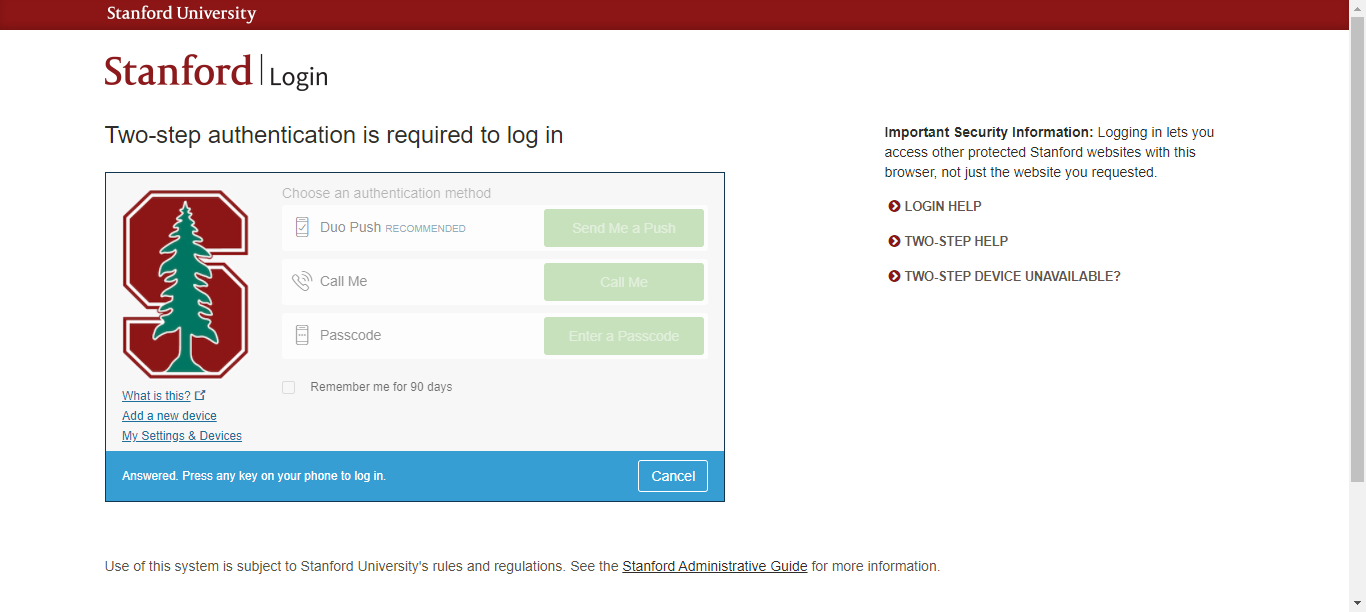 Stanford University
Stanford Login
Two-step authentication is required to log in
Choose an authentication method
Duo Push RECOMMENDED
Send Me a Push
Call Me
Call Me
Passcode
Enter a Passcode
Remember me for 90 days
What is this?
Add a new device
My Settings & Devices
Answered. Press any key on your phone to log in.
Cancel
Important Security Information: Logging in lets you
access other protected Stanford websites with this
browser, not just the website you requested.
LOGIN HELP
TWO-STEP HELP
TWO-STEP DEVICE UNAVAILABLE?
Use of this system is subject to Stanford University's rules and regulations. See the Stanford Administrative Guide for more information.